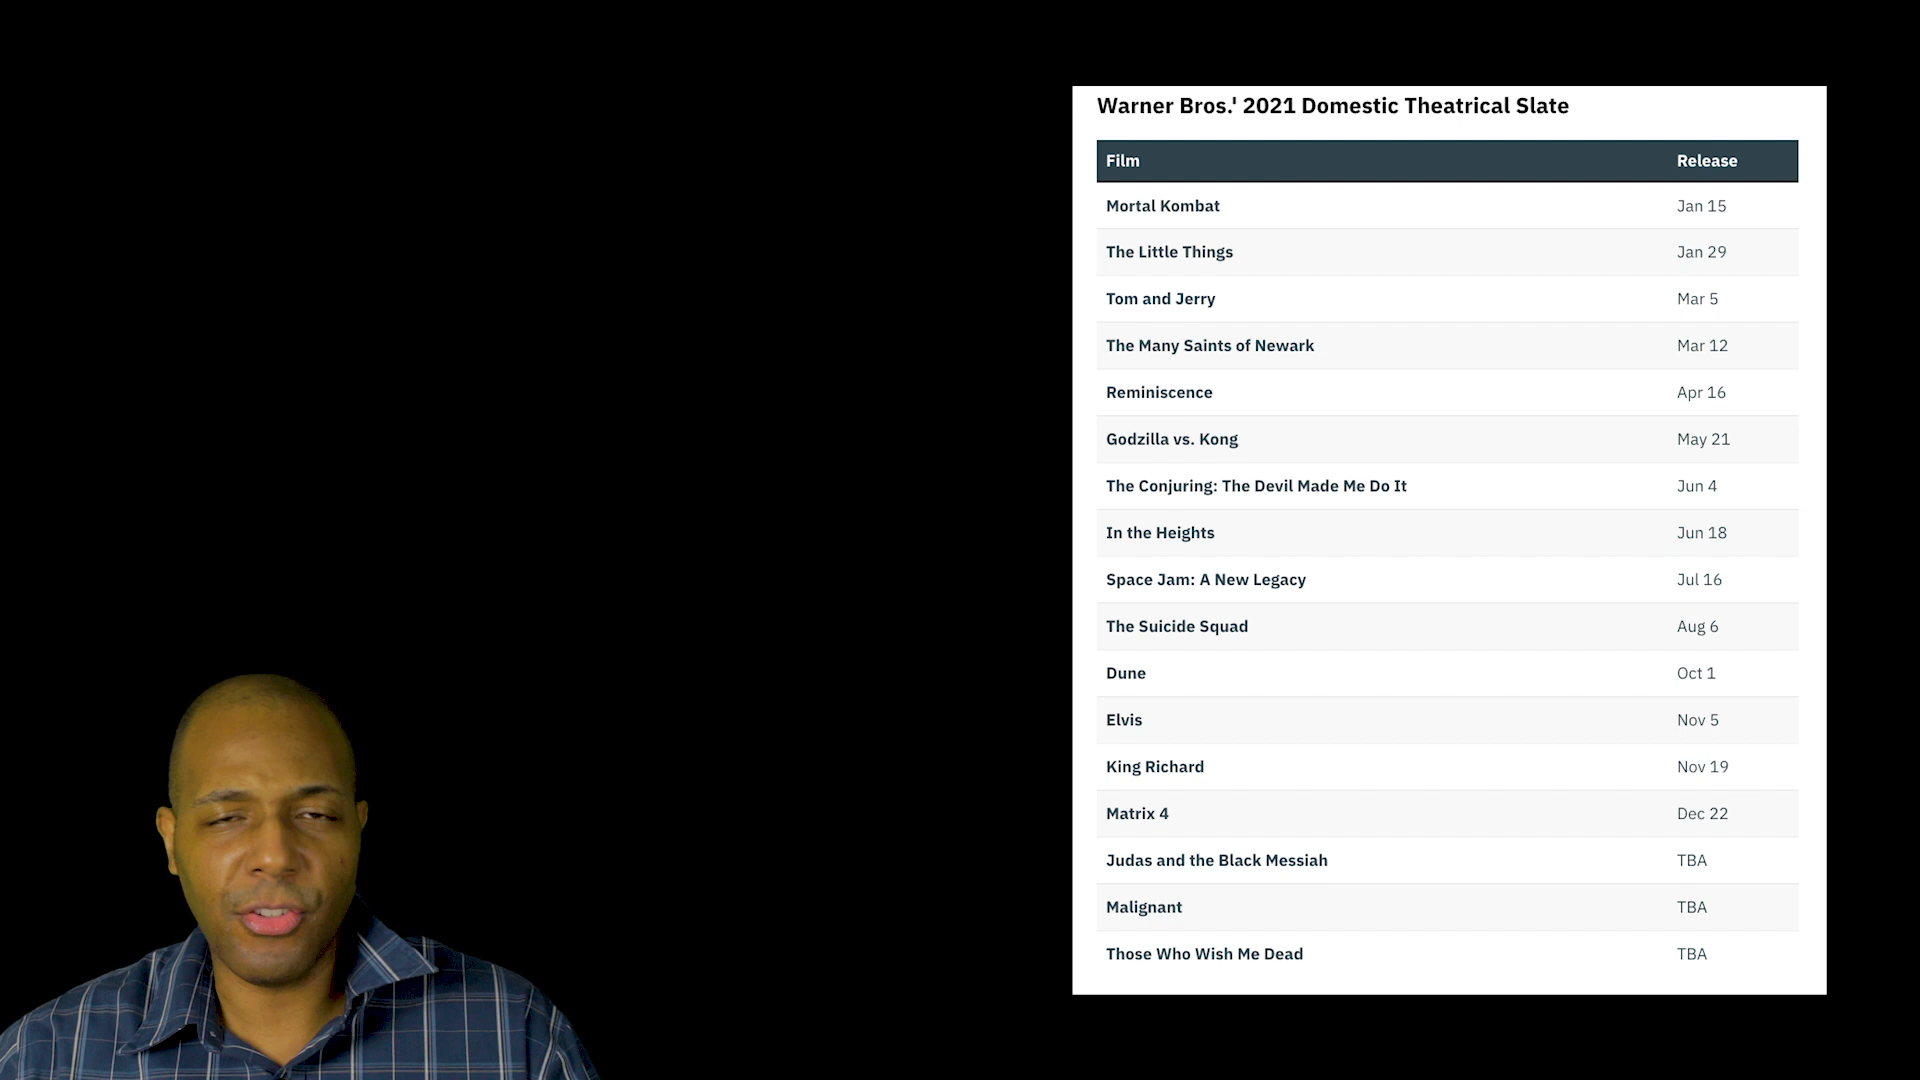 Warner Bros.' 2021 Domestic Theatrical Slate
Film Release
Mortal Kombat Jan 15
The Little Things Jan 29
Tom and Jerry Mar 5
The Many Saints of Newark Mar 12
Reminiscence Apr 16
Godzilla vs. Kong May 21
The Conjuring: The Devil Made Me Do It Jun 4
In the Heights Jun 18
Space Jam: A New Legacy Jul 16
The Suicide Squad Aug 6
Dune Oct 1
Elvis Nov 5
King Richard Nov 19
Matrix 4 Dec 22
Judas and the Black Messiah TBA
Malignant TBA
Those Who Wish Me Dead TBA